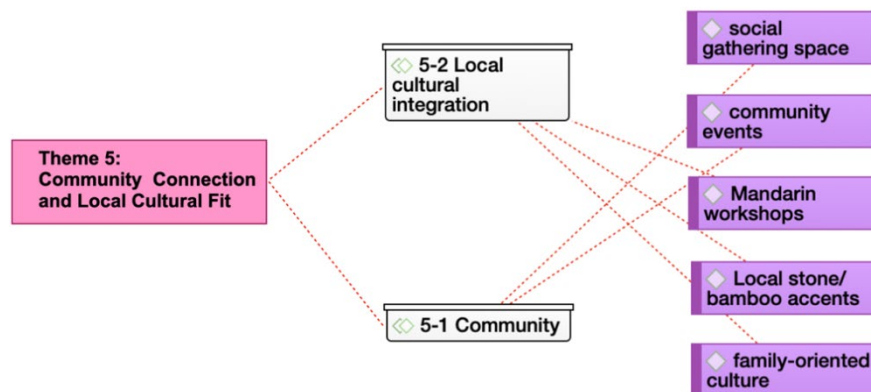 Theme 5:
Community Connection
and Local Cultural Fit
5-2 Local
cultural
integration
5-1 Community
social
gathering space
community
events
Mandarin
workshops
Local stone/
bamboo accents
family-oriented
culture